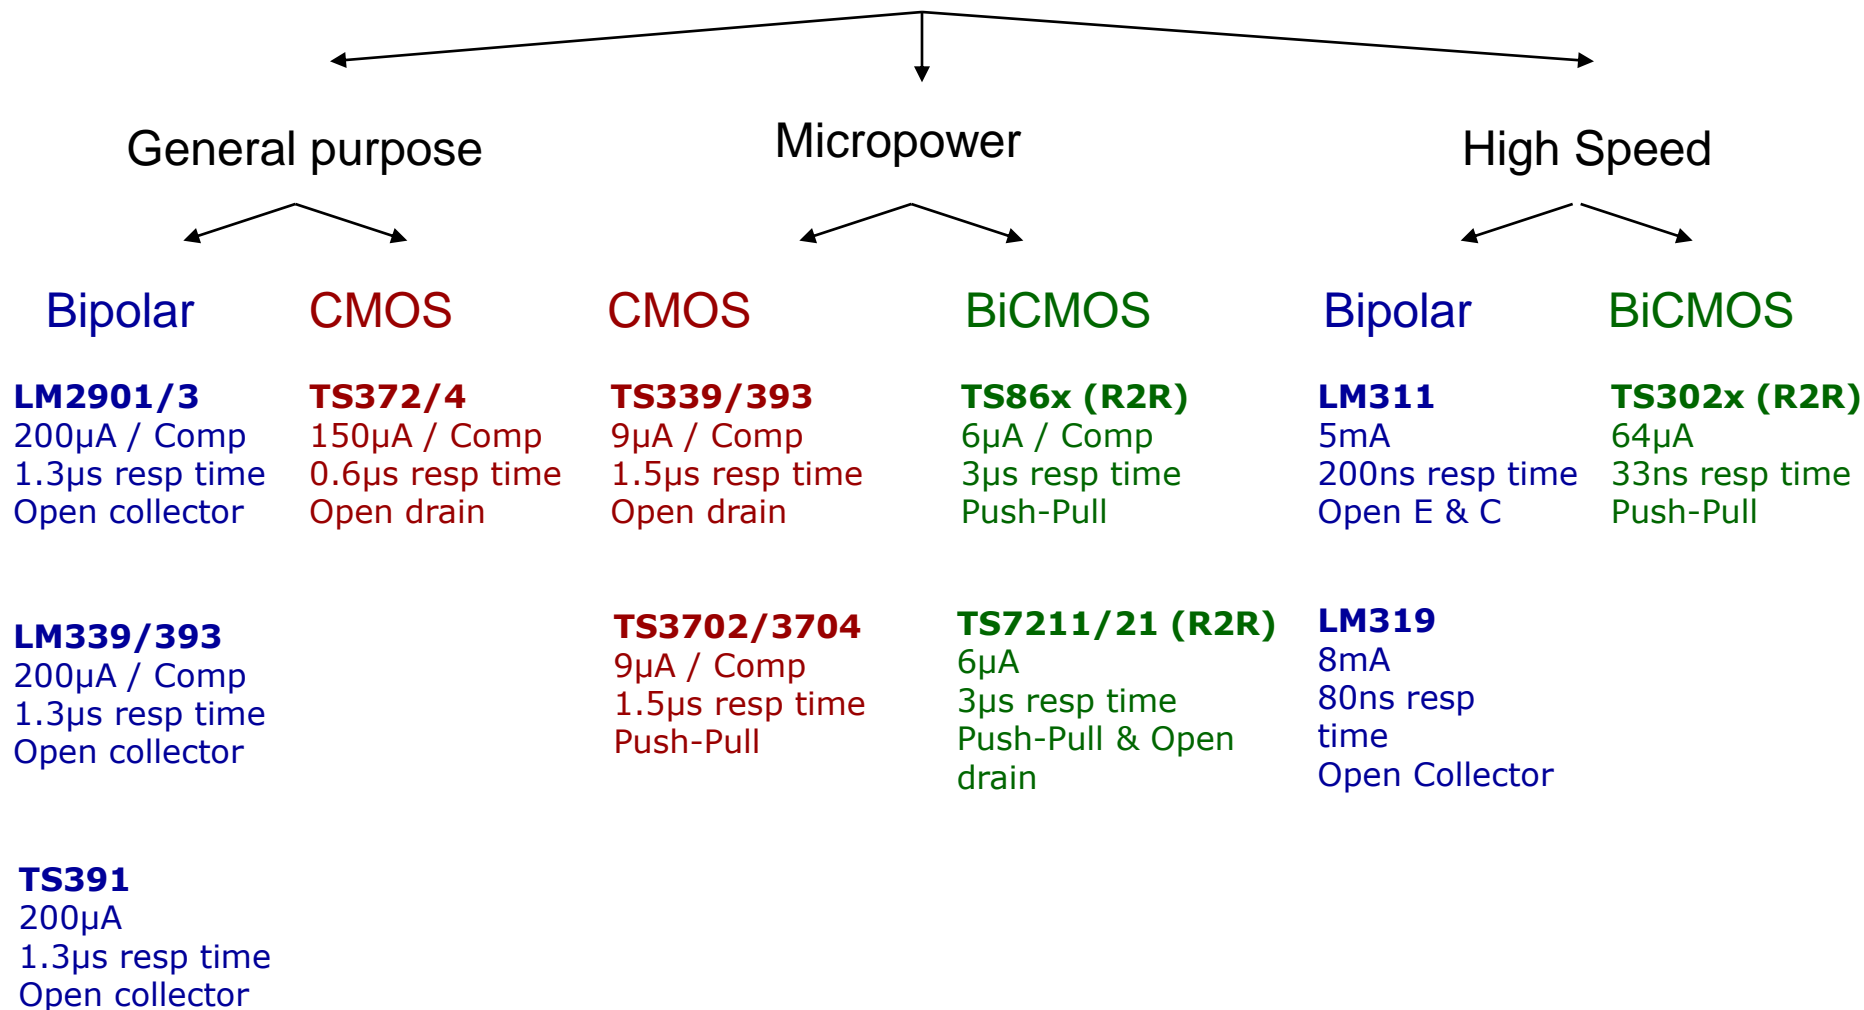 General purpose
Micropower
High Speed
Bipolar
CMOS
CMOS
BiCMOS
Bipolar
BiCMOS
LM2901/3
200µA / Comp
1.3µs resp time
Open collector
LM339/393
200µA / Comp
1.3µs resp time
Open collector
TS391
200µA
1.3µs resp time
Open collector
TS372/4
150µA / Comp
0.6µs resp time
Open drain
TS339/393
9µA / Comp
1.5µs resp time
Open drain
TS3702/3704
9µA / Comp
1.5µs resp time
Push-Pull
TS86x (R2R)
6µA / Comp
3µs resp time
Push-Pull
TS7211/21 (R2R)
6µA
3µs resp time
Push-Pull & Open
drain
LM311
5mA
200ns resp time
Open E & C
LM319
8mA
80ns resp
time
Open Collector
TS302x (R2R)
64µA
33ns resp time
Push-Pull